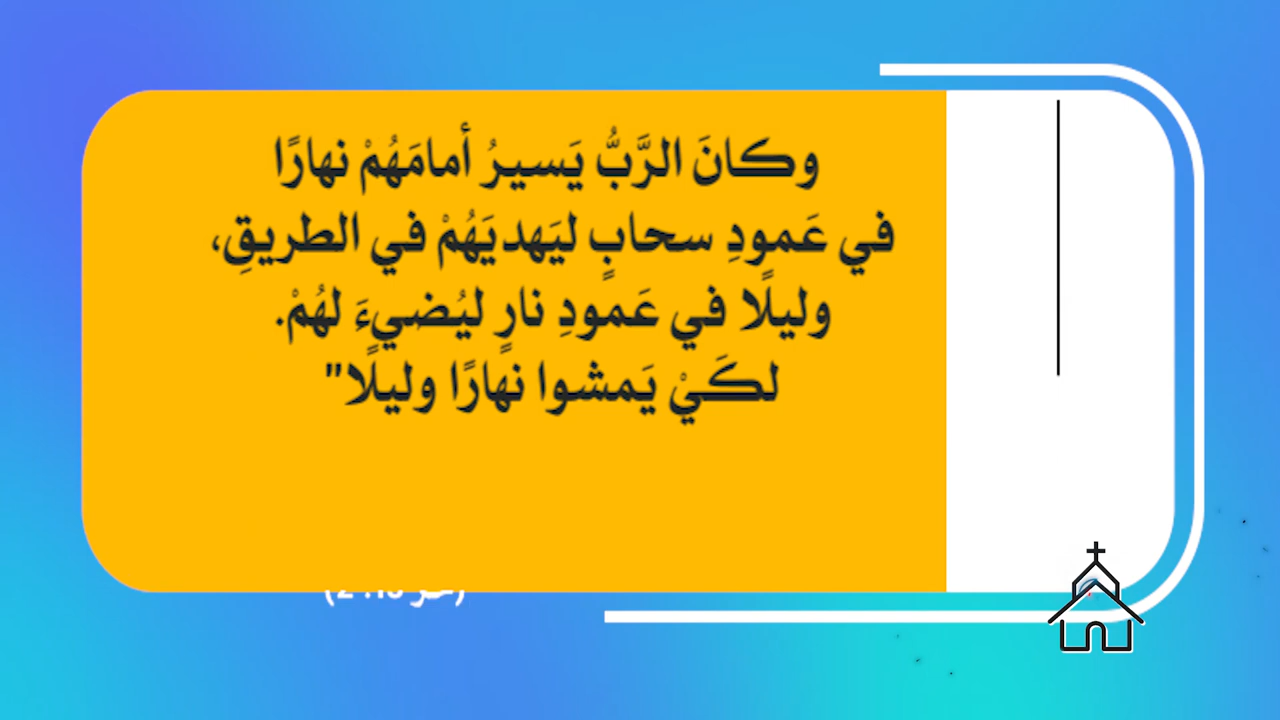 وكانَ الرَّبُّ يَسيرُ أمامَهُمْ نهارًا
في عَمودِ سحابٍ ليَهديَهُمْ في الطريقِ،
وليلًا في عَمودِ نارٍ ليُضيءَ لهُمْ.
لكَيْ يَمشوا نهارًا وليلًا"